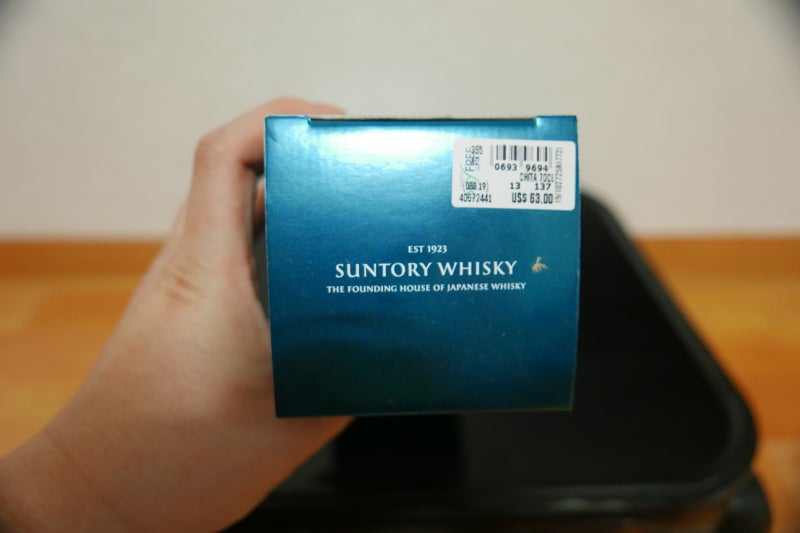 0693 9694
CHITA 70CL
13 137
40672441
US$ 63.00
EST 1923
SUNTORY WHISKY
THE FOUNDING HOUSE OF JAPANESE WHISKY